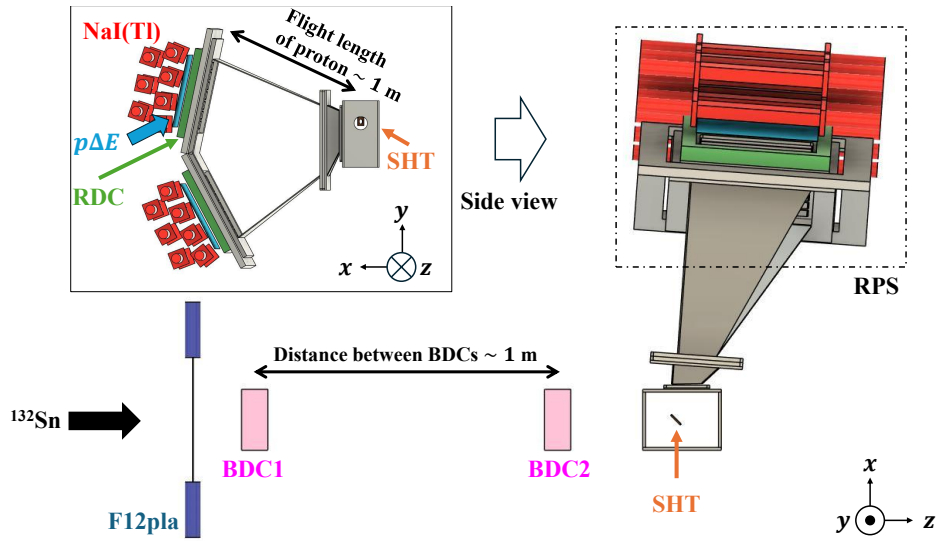 NaI(Tl)
Flight length
of proton ~ 1 m
pΔE
RDC
SHT
y
x
z
Side view
RPS
Distance between BDCs ~ 1 m
¹³²Sn
BDC1
BDC2
F12pla
SHT
x
y
z